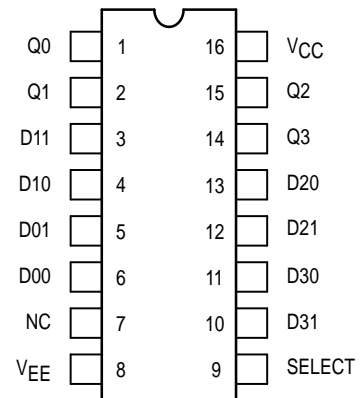 Q0 1 16 VCC
Q1 2 15 Q2
D11 3 14 Q3
D10 4 13 D20
D01 5 12 D21
D00 6 11 D30
NC 7 10 D31
VEE 8 9 SELECT